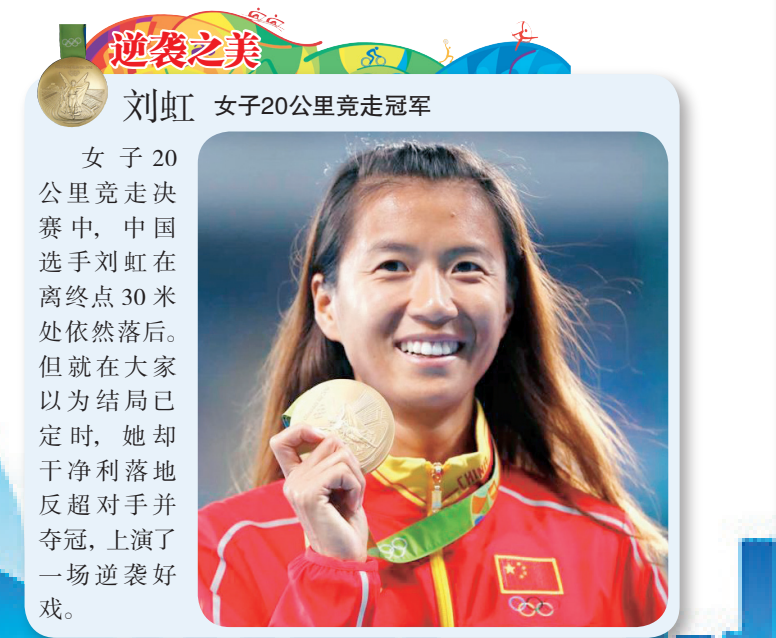 逆袭之美
刘虹 女子20公里竞走冠军
女子20
公里竞走决
赛中,中国
选手刘虹在
离终点30米
处依然落后。
但就在大家
以为结局已
定时,她却
干净利落地
反超对手并
夺冠,上演了
一场逆袭好
戏。
CHINA